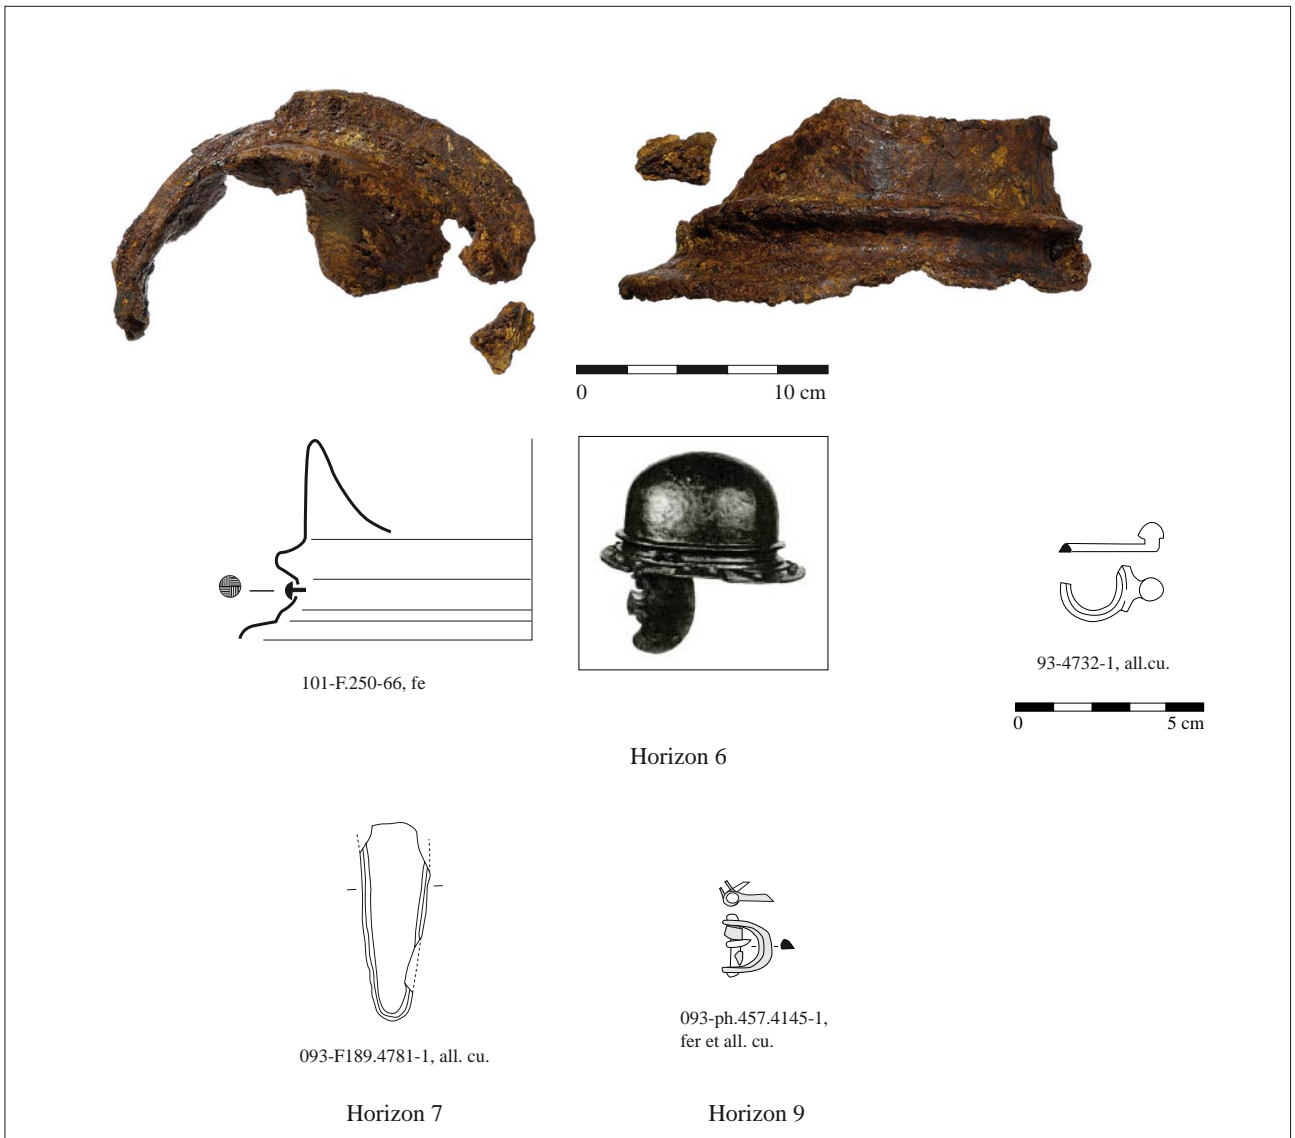 0 10 cm
101-F.250-66, fe
93-4732-1, all.cu.
0 5 cm
Horizon 6
093-F189.4781-1, all. cu.
093-ph.457.4145-1,
fer et all. cu.
Horizon 7
Horizon 9